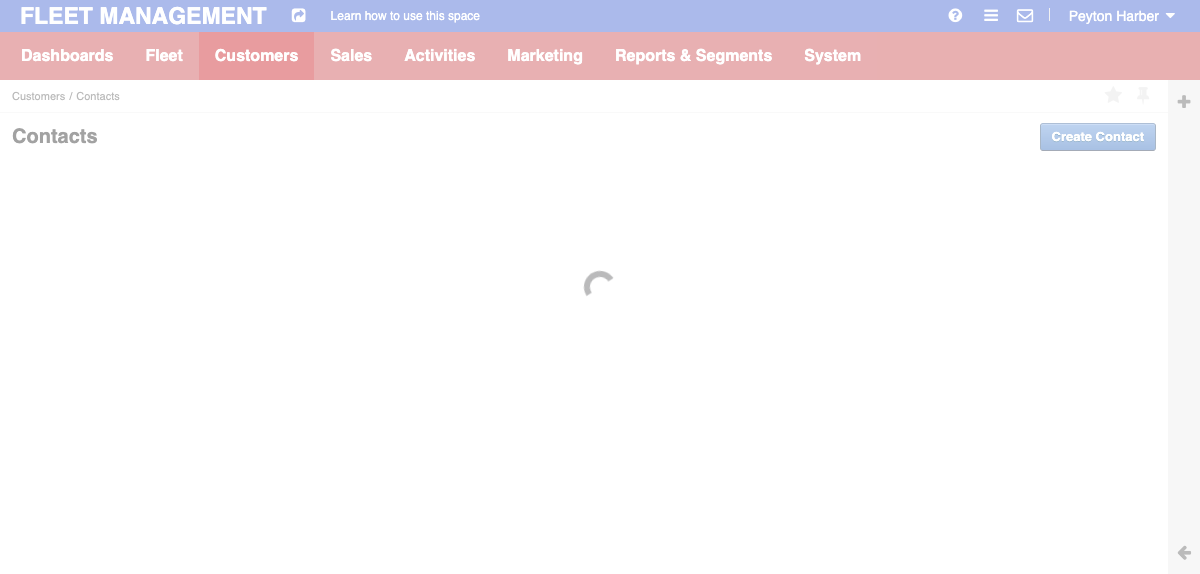 FLEET MANAGEMENT Learn how to use this space Peyton Harber
Dashboards Fleet Customers Sales Activities Marketing Reports & Segments System
Customers / Contacts
Contacts Create Contact